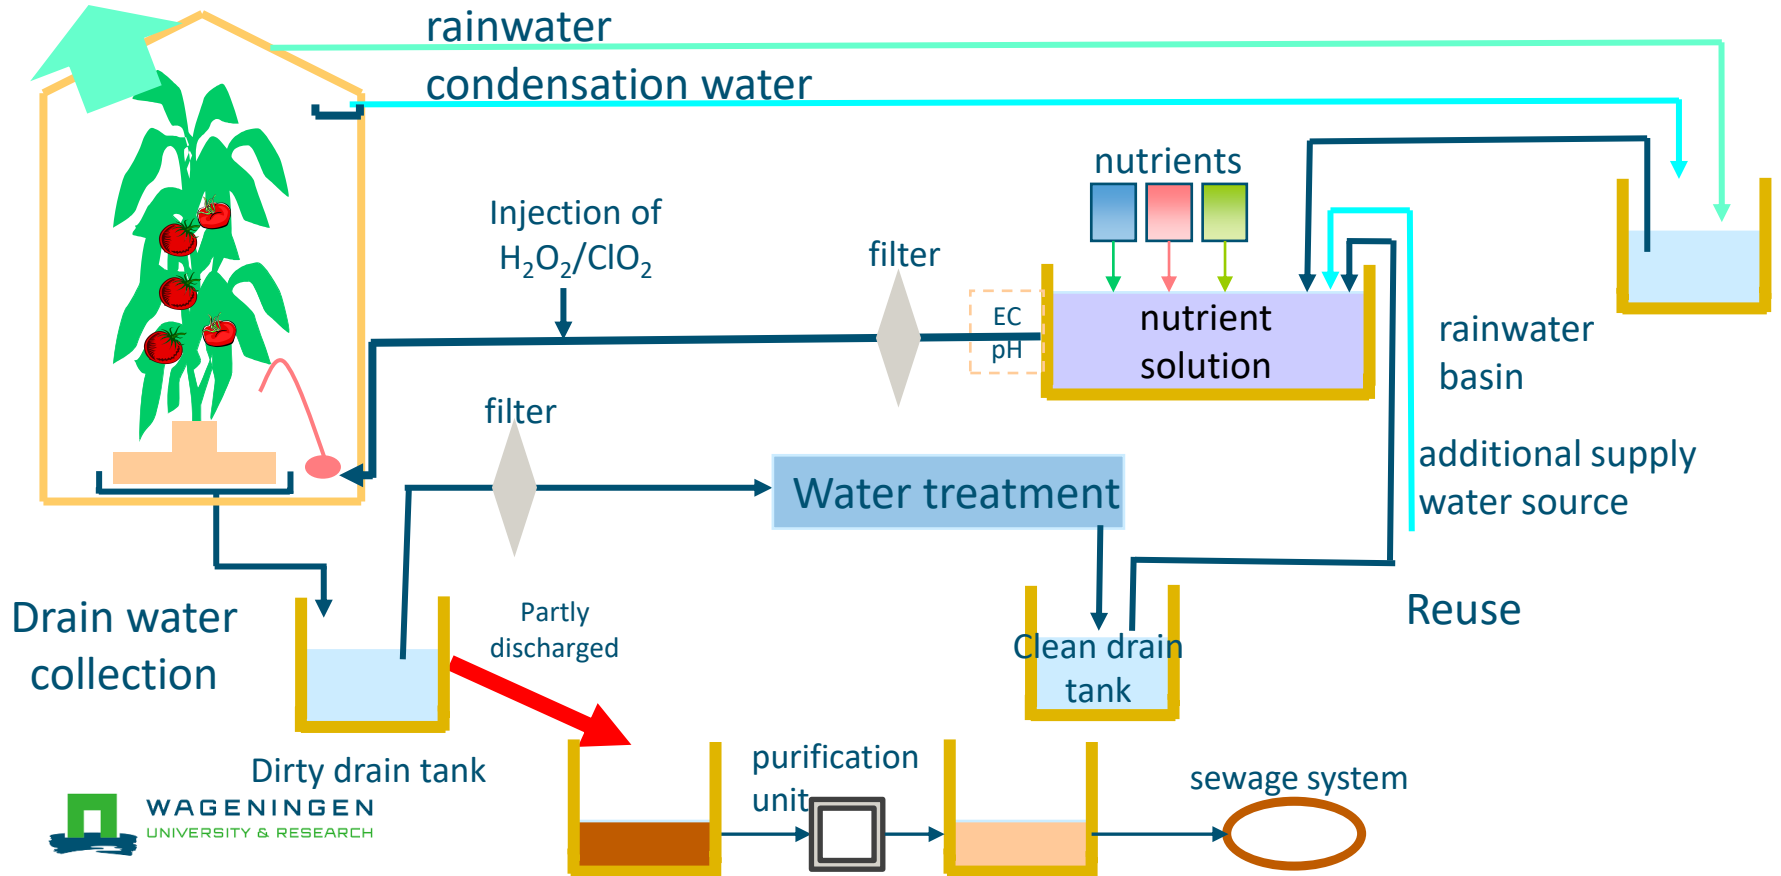 rainwater
condensation water
nutrients
Injection of
H₂O₂/ClO₂
filter
EC
pH
nutrient
solution
rainwater
basin
filter
additional supply
water source
Water treatment
Drain water
collection
Partly
discharged
Reuse
Clean drain
tank
Dirty drain tank
purification
unit
sewage system
WAGENINGEN
UNIVERSITY & RESEARCH